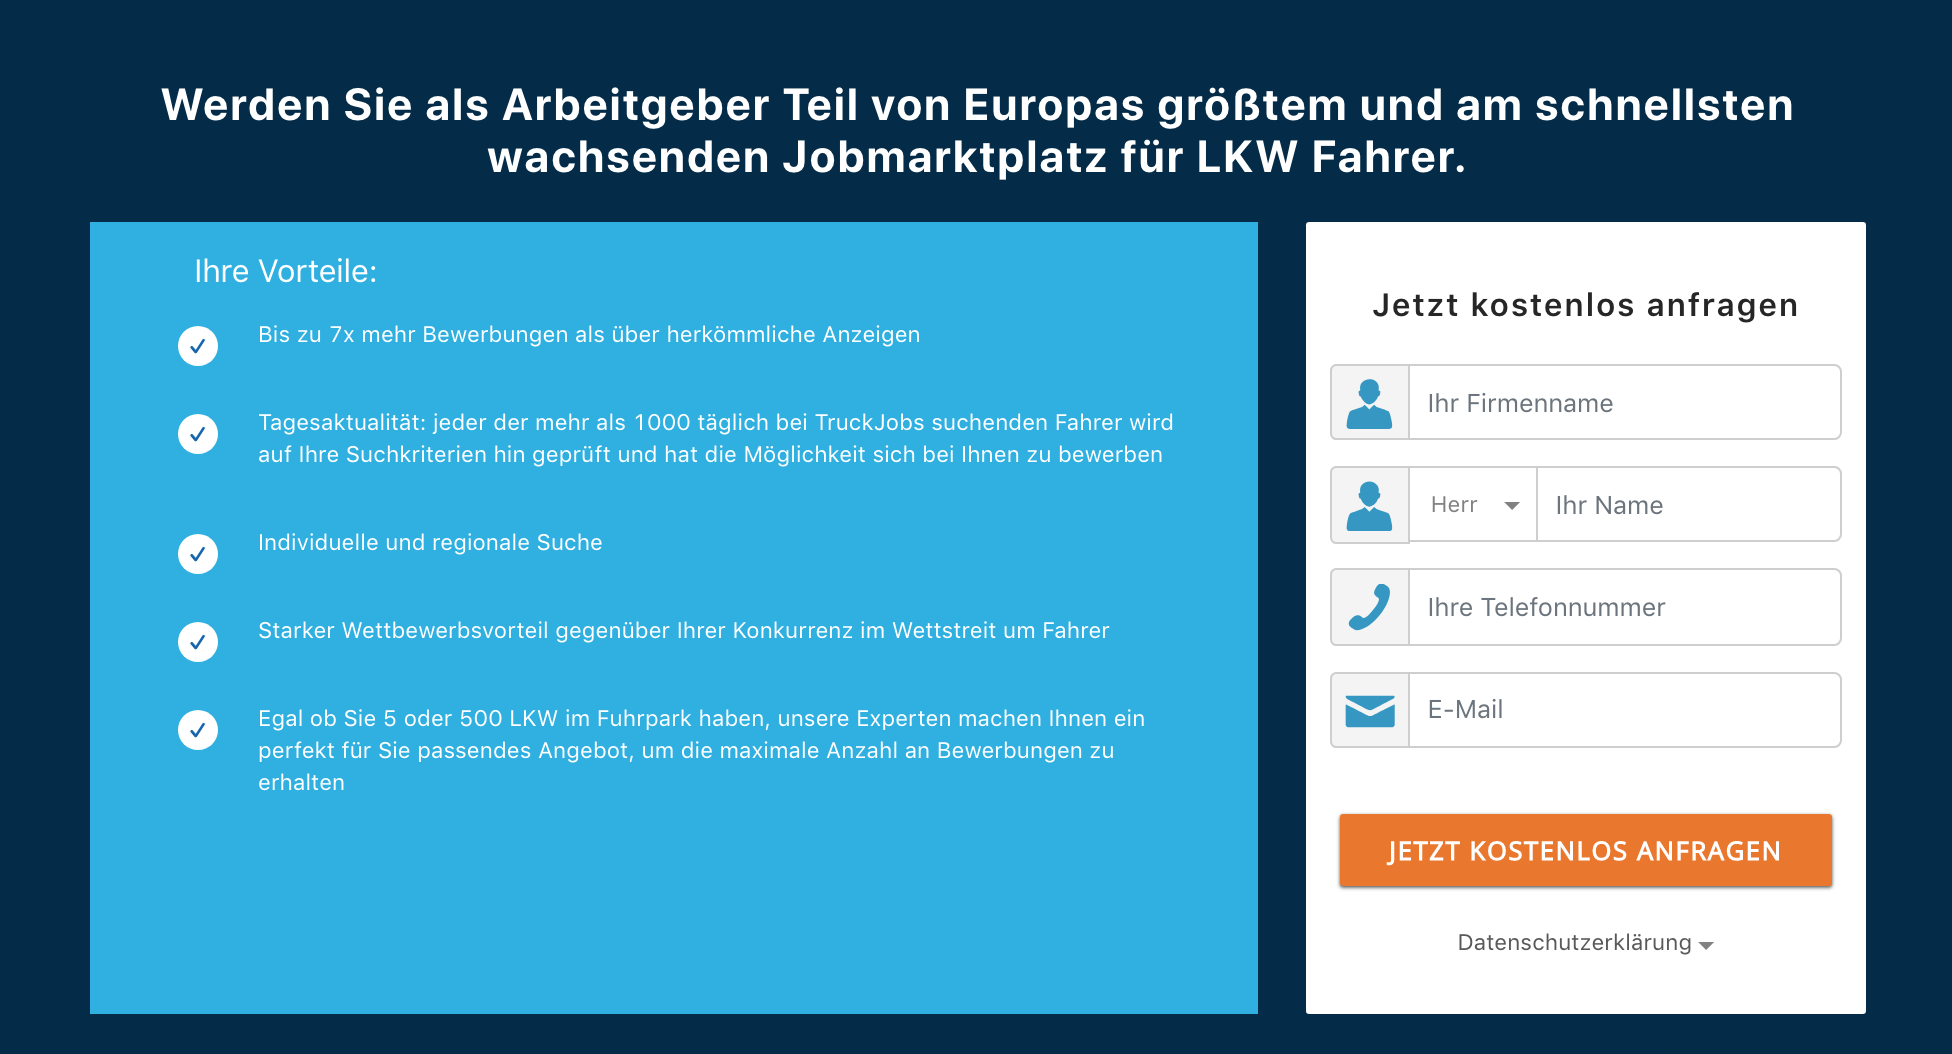 Werden Sie als Arbeitgeber Teil von Europas größtem und am schnellsten
wachsenden Jobmarktplatz für LKW Fahrer.
Ihre Vorteile:
Bis zu 7x mehr Bewerbungen als über herkömmliche Anzeigen
Tagesaktualität: jeder der mehr als 1000 täglich bei TruckJobs suchenden Fahrer wird
auf Ihre Suchkriterien hin geprüft und hat die Möglichkeit sich bei Ihnen zu bewerben
Individuelle und regionale Suche
Starker Wettbewerbsvorteil gegenüber Ihrer Konkurrenz im Wettstreit um Fahrer
Egal ob Sie 5 oder 500 LKW im Fuhrpark haben, unsere Experten machen Ihnen ein
perfekt für Sie passendes Angebot, um die maximale Anzahl an Bewerbungen zu
erhalten
Jetzt kostenlos anfragen
Ihr Firmenname
Herr Ihr Name
Ihre Telefonnummer
E-Mail
JETZT KOSTENLOS ANFRAGEN
Datenschutzerklärung